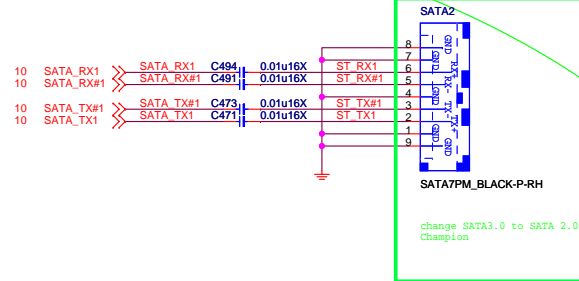 SATA2
8
7
10 SATA_RX1 SATA_RX1 C494 0.01u16X ST_RX1 6
10 SATA_RX#1 SATA_RX#1 C491 0.01u16X ST_RX#1 5
4
10 SATA_TX#1 SATA_TX#1 C473 0.01u16X ST_TX#1 3
10 SATA_TX1 SATA_TX1 C471 0.01u16X ST_TX1 2
1
9
GND
GND
RX+
RX-
GND
TX-
TX+
GND
GND
SATA7PM_BLACK-P-RH
change SATA3.0 to SATA 2.0
Champion